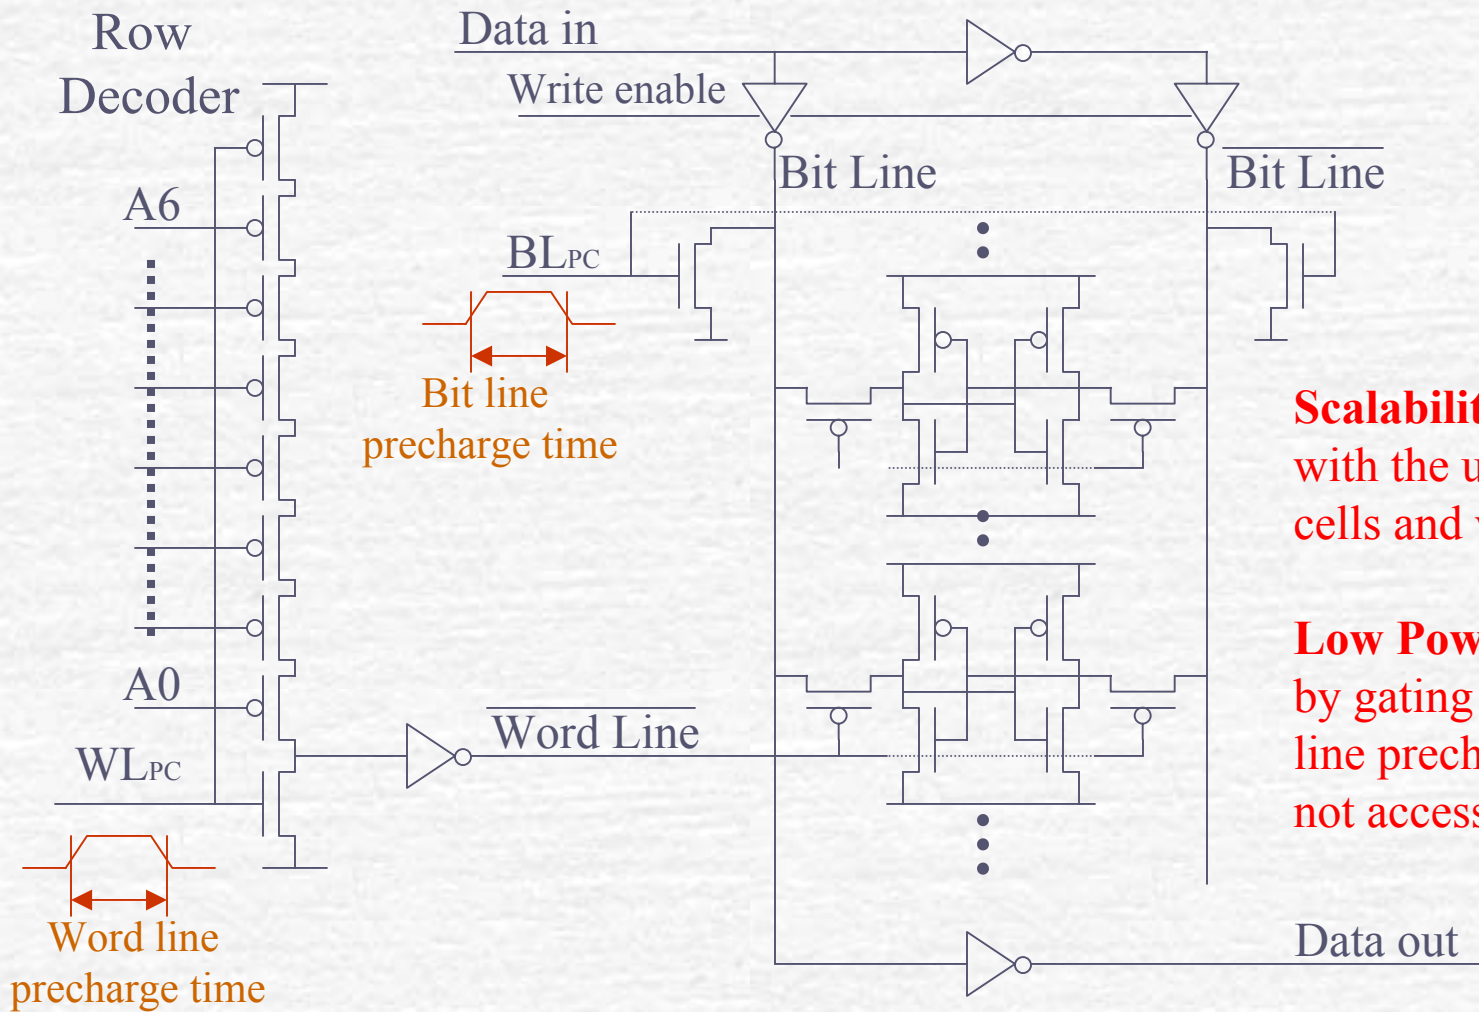 Row
Decoder
Data in
Write enable
Bit Line
Bit Line
A6
BLPC
Bit line
precharge time
A0
WLPC
Word Line
Word line
precharge time
Scalabilit
with the u
cells and
Low Pow
by gating
line prech
not access
Data out